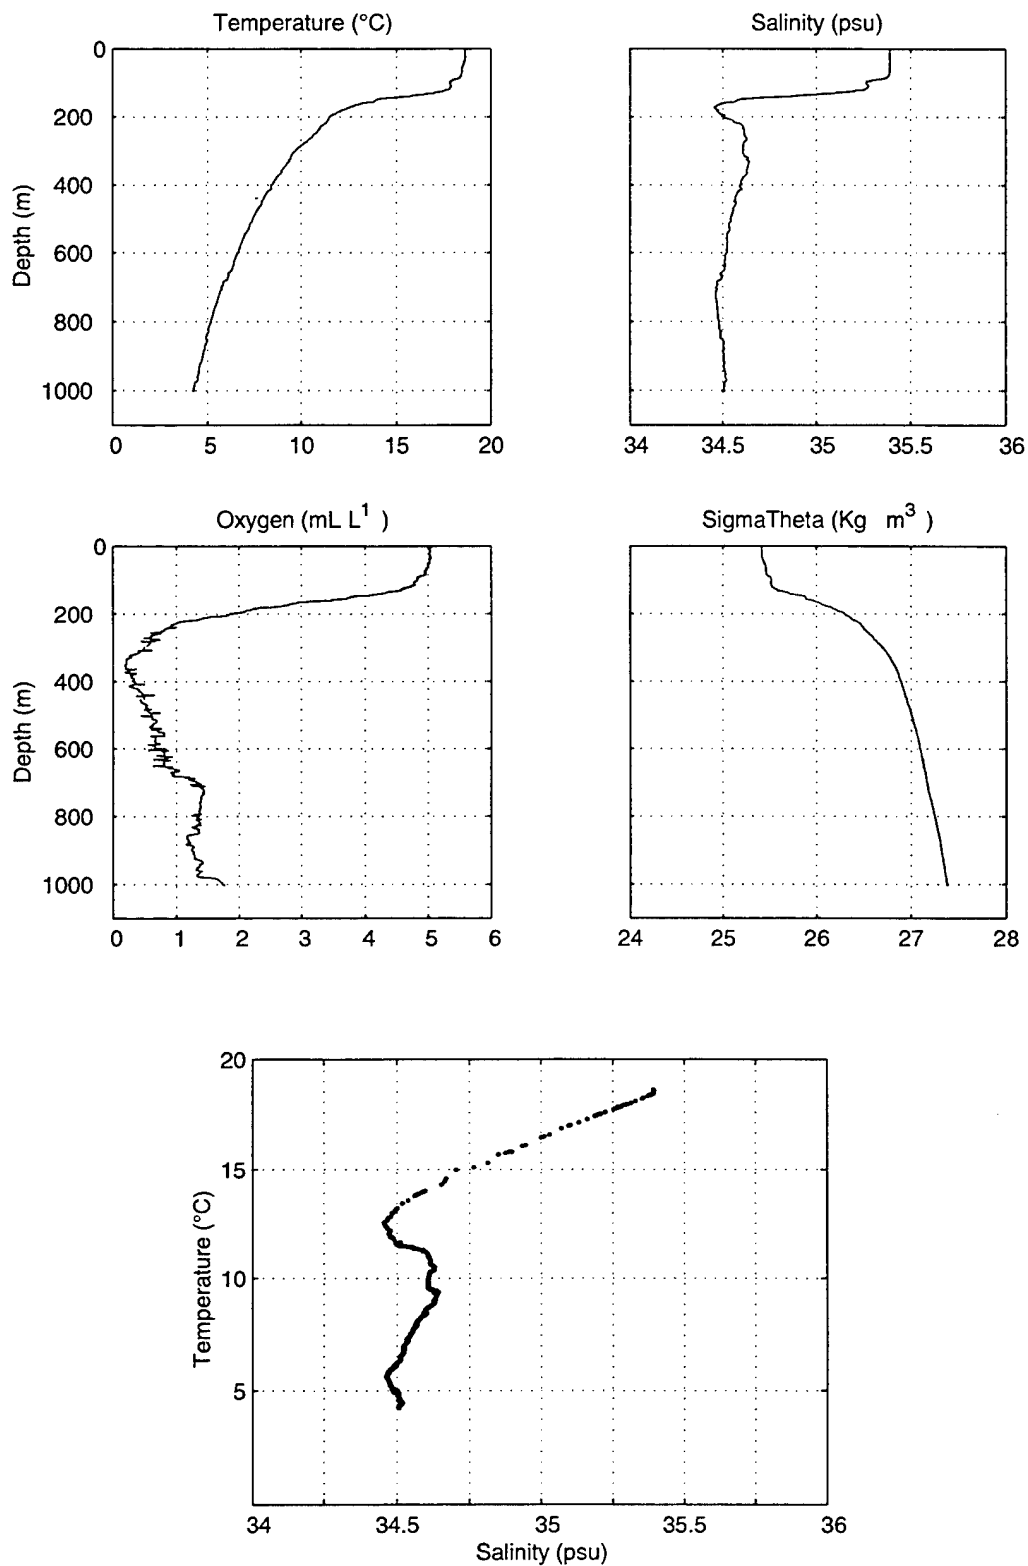 Temperature (°C)
0
200
400
600
800
1000
Depth (m)
0 5 10 15 20
Salinity (psu)
34 34.5 35 35.5 36
Oxygen (mL L1 )
0
200
400
600
800
1000
Depth (m)
0 1 2 3 4 5 6
SigmaTheta (Kg m3 )
24 25 26 27 28
20
15
10
5
Temperature (°C)
34 34.5 35 35.5 36
Salinity (psu)